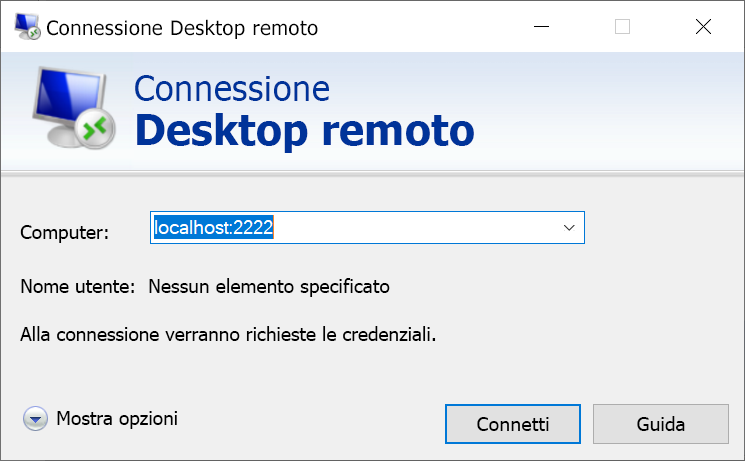 Connessione Desktop remoto
Connessione
Desktop remoto
Computer: localhost:2222
Nome utente: Nessun elemento specificato
Alla connessione verranno richieste le credenziali.
Mostra opzioni Connetti Guida